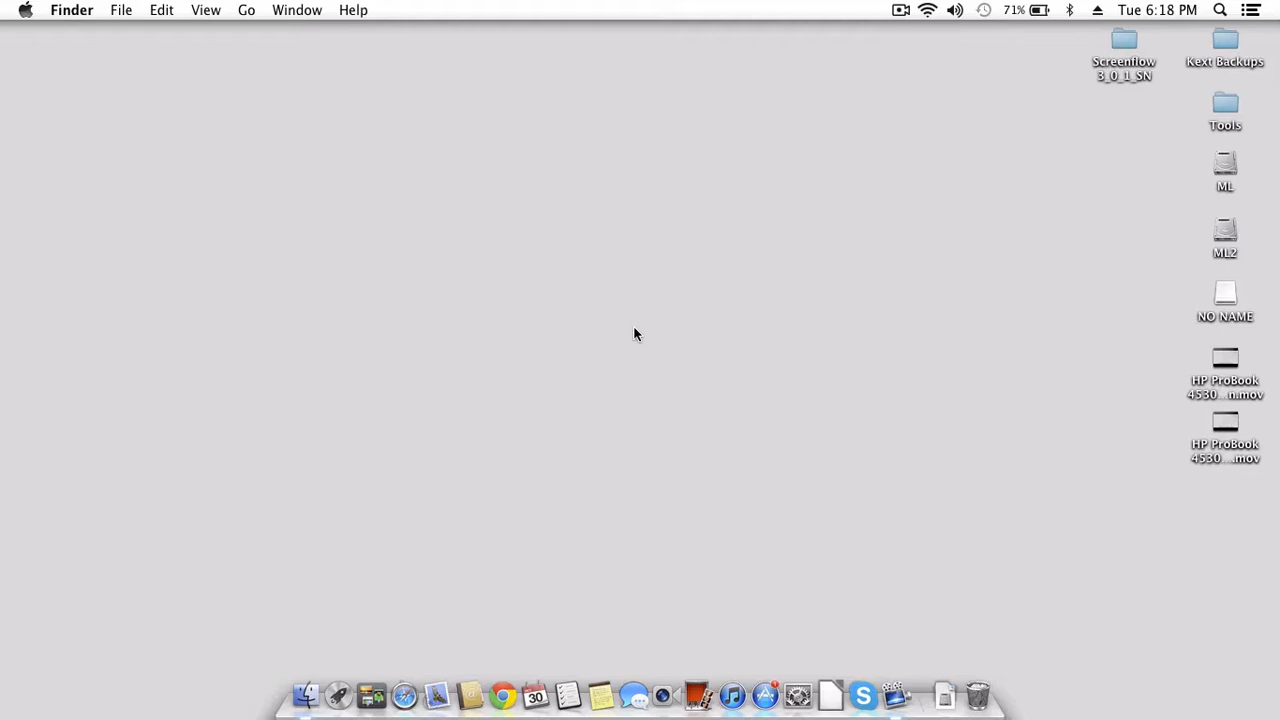 Finder File Edit View Go Window Help 71% Tue 6:18 PM
Screenflow
3_0_1_SN
Kext Backups
Tools
ML
ML2
NO NAME
HP ProBook
4530...n.mov
HP ProBook
4530....mov
30
S